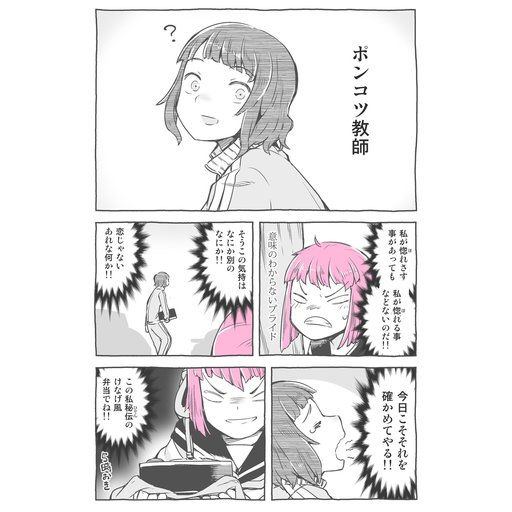 ?
ポンコツ教師
私が惚れさす
事があっても
私が惚れる事
などないのだ!!
意味のわからないプライド
そうこの気持は
なにか別の
なにか!!
恋じゃない
あれな何か!!
今日こそそれを
確かめてやる!!
この私秘伝の
けなげ風
弁当でね!!